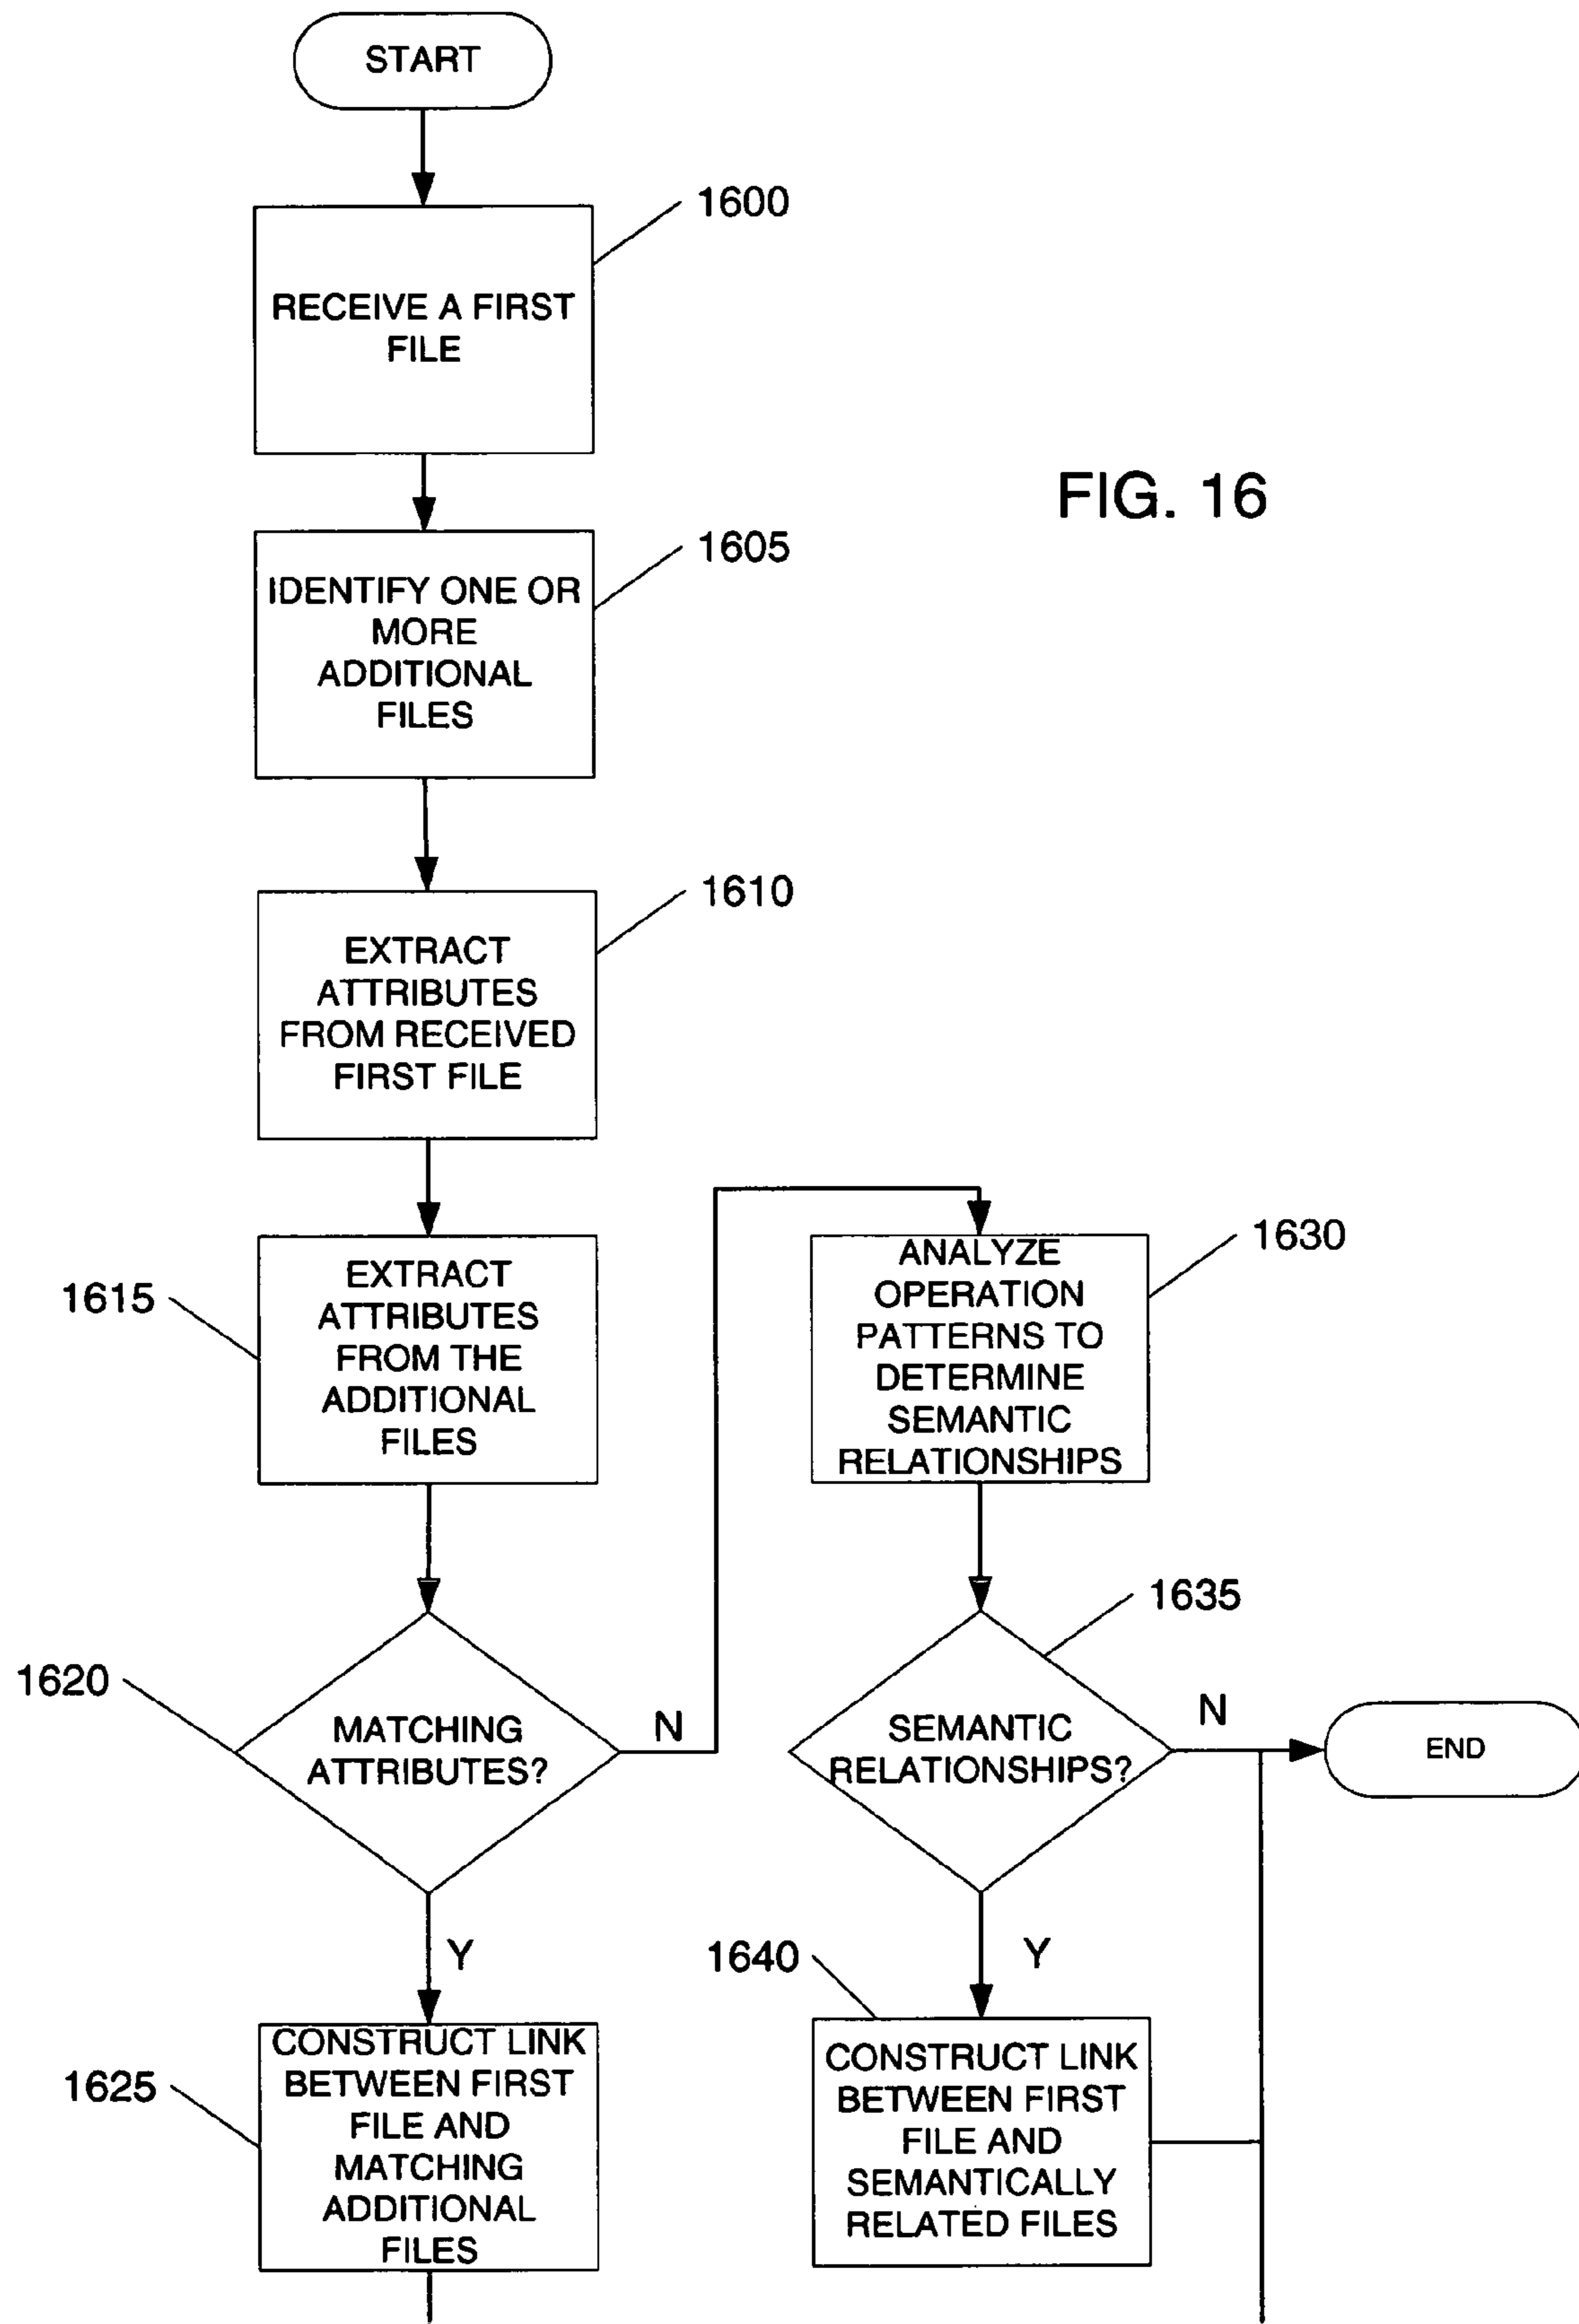 START
1600
RECEIVE A FIRST
FILE
FIG. 16
1605
IDENTIFY ONE OR
MORE
ADDITIONAL
FILES
1610
EXTRACT
ATTRIBUTES
FROM RECEIVED
FIRST FILE
1615
EXTRACT
ATTRIBUTES
FROM THE
ADDITIONAL
FILES
1620
MATCHING
ATTRIBUTES?
N
Y
1625
CONSTRUCT LINK
BETWEEN FIRST
FILE AND
MATCHING
ADDITIONAL
FILES
1630
ANALYZE
OPERATION
PATTERNS TO
DETERMINE
SEMANTIC
RELATIONSHIPS
1635
SEMANTIC
RELATIONSHIPS?
N
END
Y
1640
CONSTRUCT LINK
BETWEEN FIRST
FILE AND
SEMANTICALLY
RELATED FILES